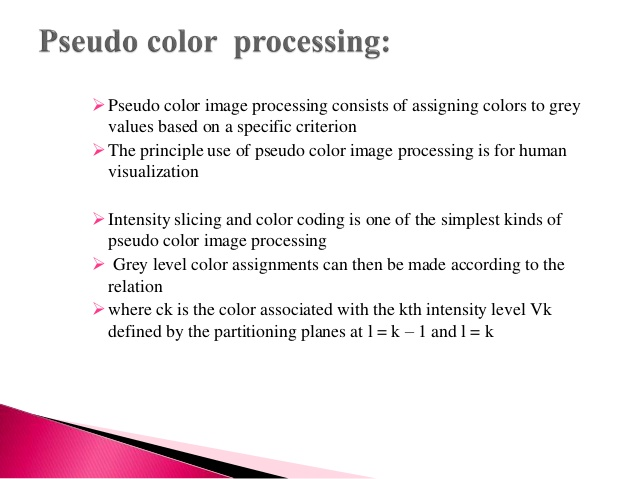 Pseudo color processing:
Pseudo color image processing consists of assigning colors to grey
values based on a specific criterion
The principle use of pseudo color image processing is for human
visualization
Intensity slicing and color coding is one of the simplest kinds of
pseudo color image processing
Grey level color assignments can then be made according to the
relation
where ck is the color associated with the kth intensity level Vk
defined by the partitioning planes at l = k – 1 and l = k